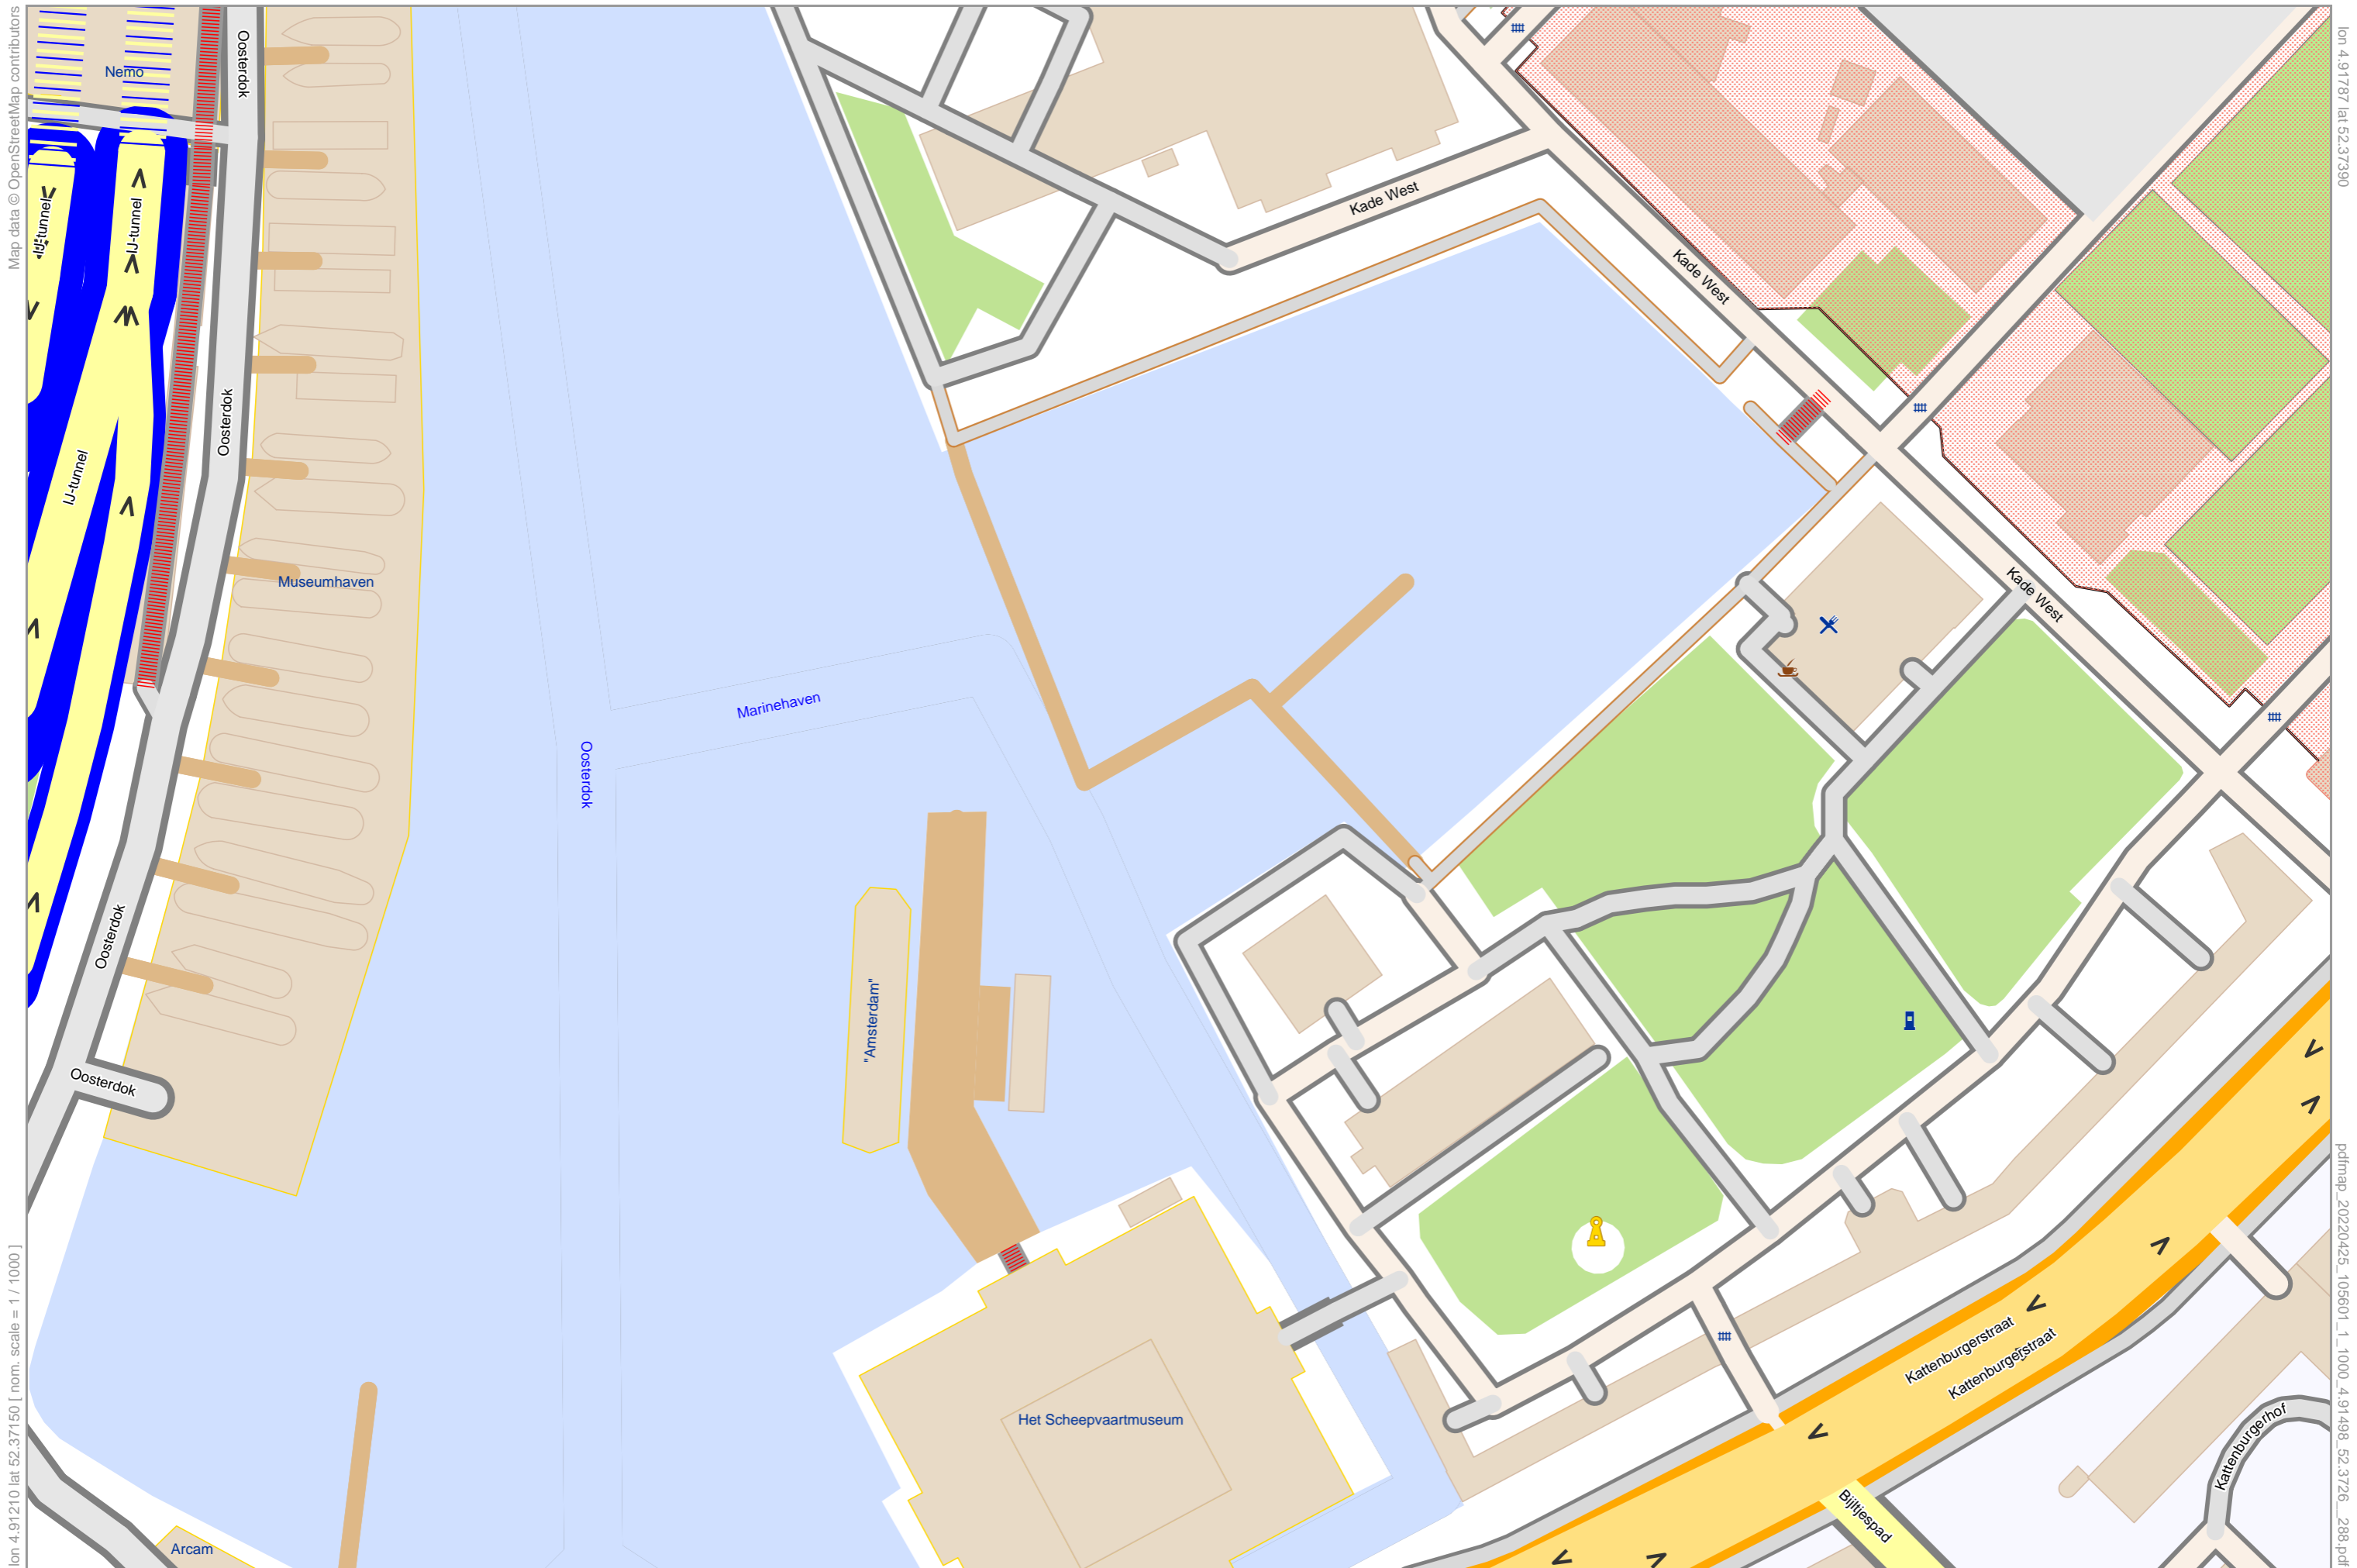 Map data © OpenStreetMap contributors
lon 4.91210 lat 52.37150 [ nom. scale = 1 / 1000 ]
lon 4.91787 lat 52.37390
pdfmap_20220425_105601_1_1000_4.91498_52.3726__288.pdf
Nemo
Oosterdok
IJ-tunnel
IJ-tunnel
Kade West
Kade West
Oosterdok
IJ-tunnel
Museumhaven
Kade West
Marinehaven
Oosterdok
Oosterdok
"Amsterdam"
Oosterdok
Kattenburgerstraat
Kattenburgerstraat
Het Scheepvaartmuseum
Kattenburgerhof
Bijltjespad
Arcam